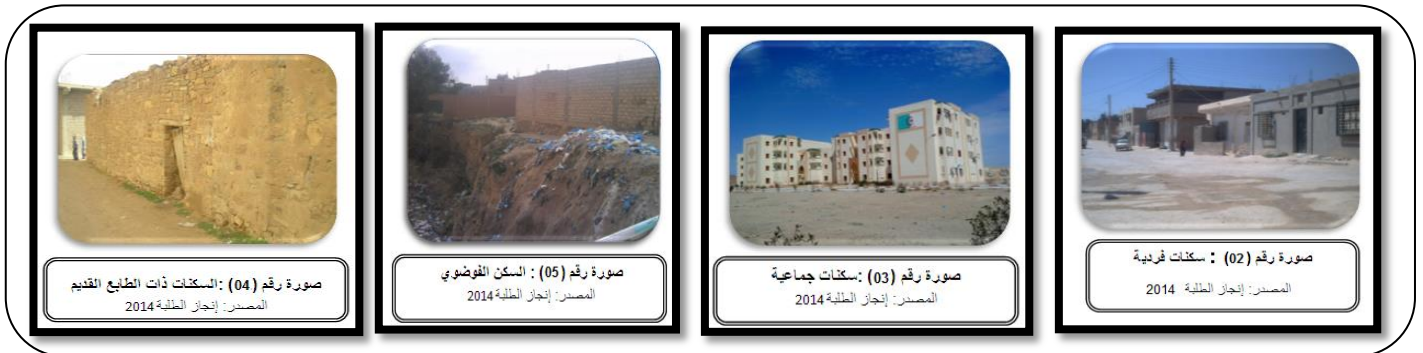 صورة رقم (02) : سكنات فردية
المصدر: إنجاز الطلبة 2014
صورة رقم (03) :سكنات جماعية
المصدر: إنجاز الطلبة 2014
صورة رقم (05) : السكن الفوضوي
المصدر: إنجاز الطلبة 2014
صورة رقم (04) :السكنات ذات الطابع القديم
المصدر: إنجاز الطلبة 2014